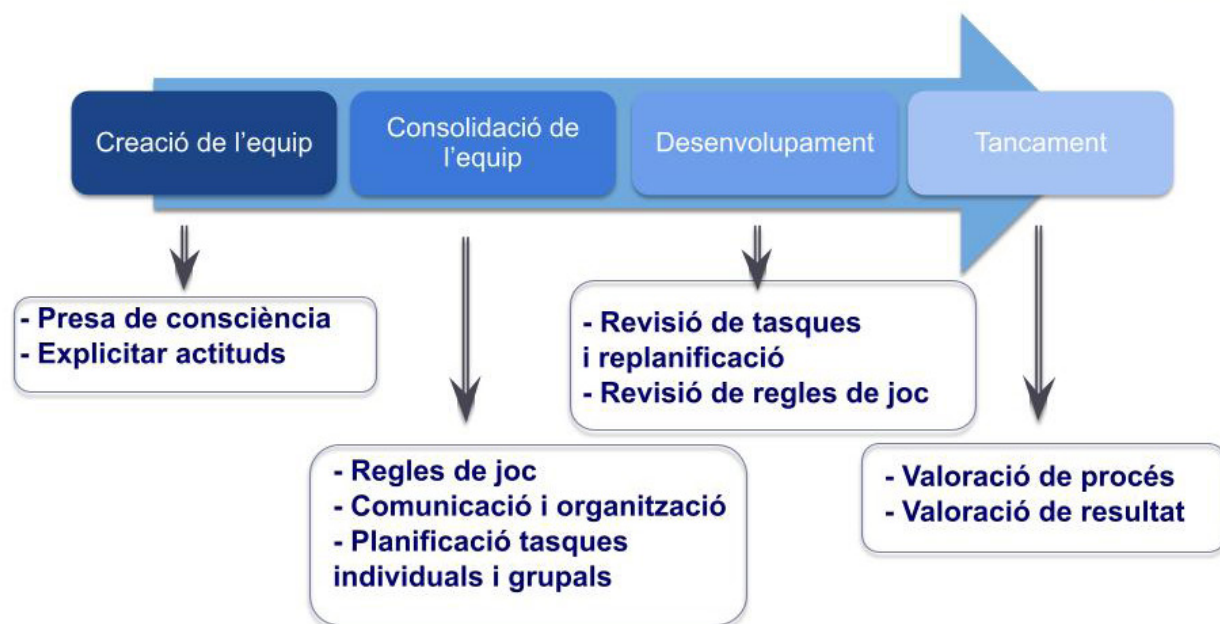 Creació de l’equip
Consolidació de
l’equip
Desenvolupament
Tancament
- Presa de consciència
- Explicitar actituds
- Regles de joc
- Comunicació i organització
- Planificació tasques
individuals i grupals
- Revisió de tasques
i replanificació
- Revisió de regles de joc
- Valoració de procés
- Valoració de resultat